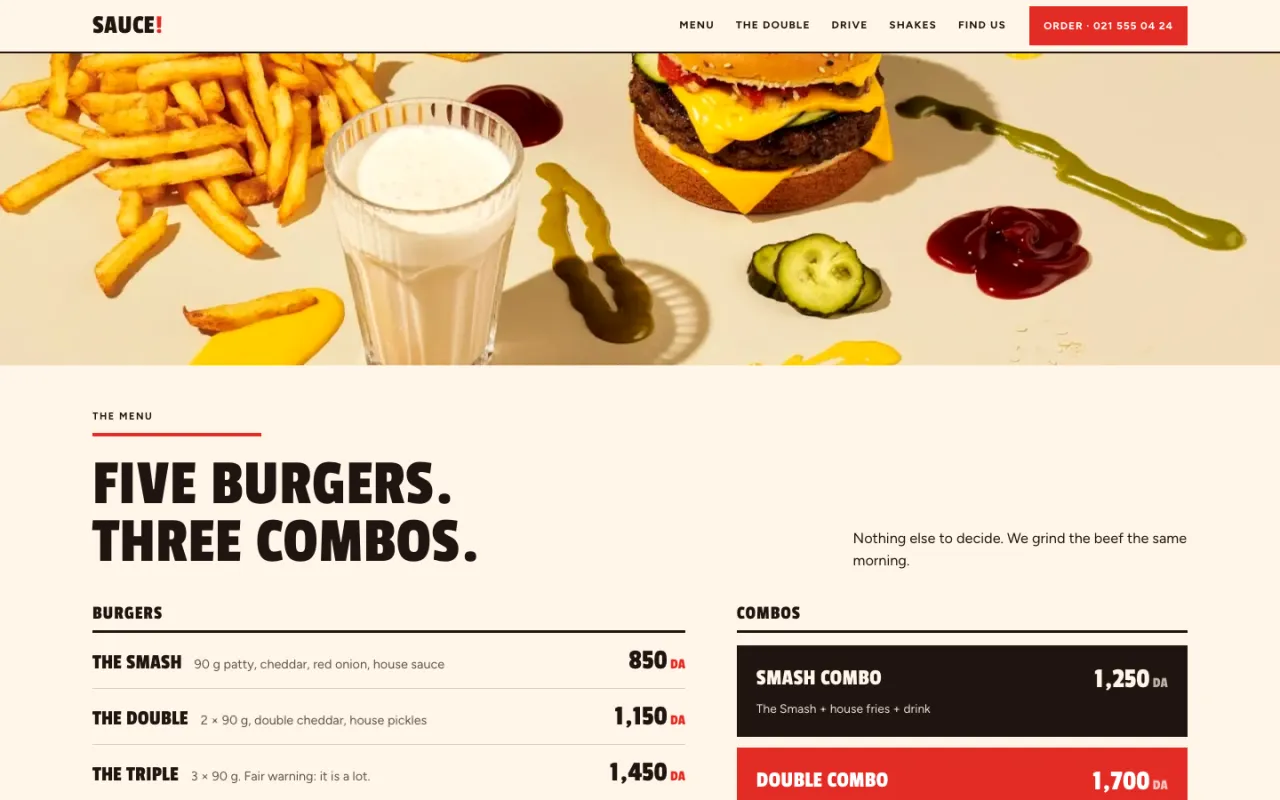 SAUCE!
MENU THE DOUBLE DRIVE SHAKES FIND US ORDER · 021 555 04 24
THE MENU
FIVE BURGERS.
THREE COMBOS.
Nothing else to decide. We grind the beef the same
morning.
BURGERS
THE SMASH 90 g patty, cheddar, red onion, house sauce 850 DA
THE DOUBLE 2 × 90 g, double cheddar, house pickles 1,150 DA
THE TRIPLE 3 × 90 g. Fair warning: it is a lot. 1,450 DA
COMBOS
SMASH COMBO 1,250 DA
The Smash + house fries + drink
DOUBLE COMBO 1,700 DA